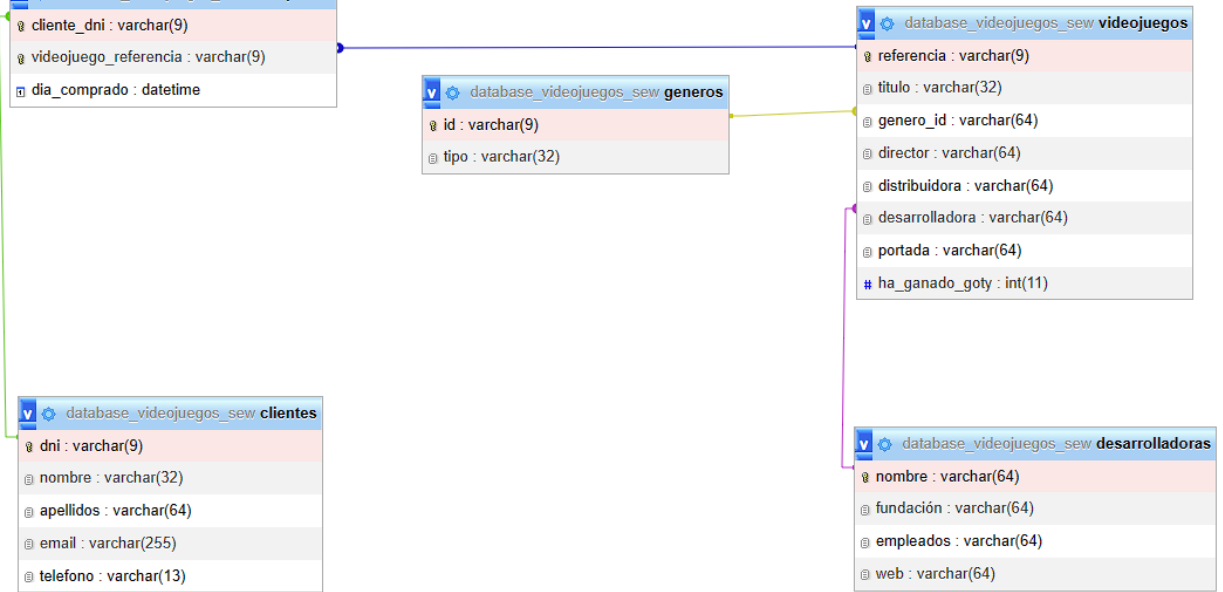 cliente_dni : varchar(9)
videojuego_referencia : varchar(9)
dia_comprado : datetime
database_videojuegos_sew generos
id : varchar(9)
tipo : varchar(32)
database_videojuegos_sew videojuegos
referencia : varchar(9)
titulo : varchar(32)
genero_id : varchar(64)
director : varchar(64)
distribuidora : varchar(64)
desarrolladora : varchar(64)
portada : varchar(64)
# ha_ganado_goty : int(11)
database_videojuegos_sew clientes
dni : varchar(9)
nombre : varchar(32)
apellidos : varchar(64)
email : varchar(255)
telefono : varchar(13)
database_videojuegos_sew desarrolladoras
nombre : varchar(64)
fundación : varchar(64)
empleados : varchar(64)
web : varchar(64)